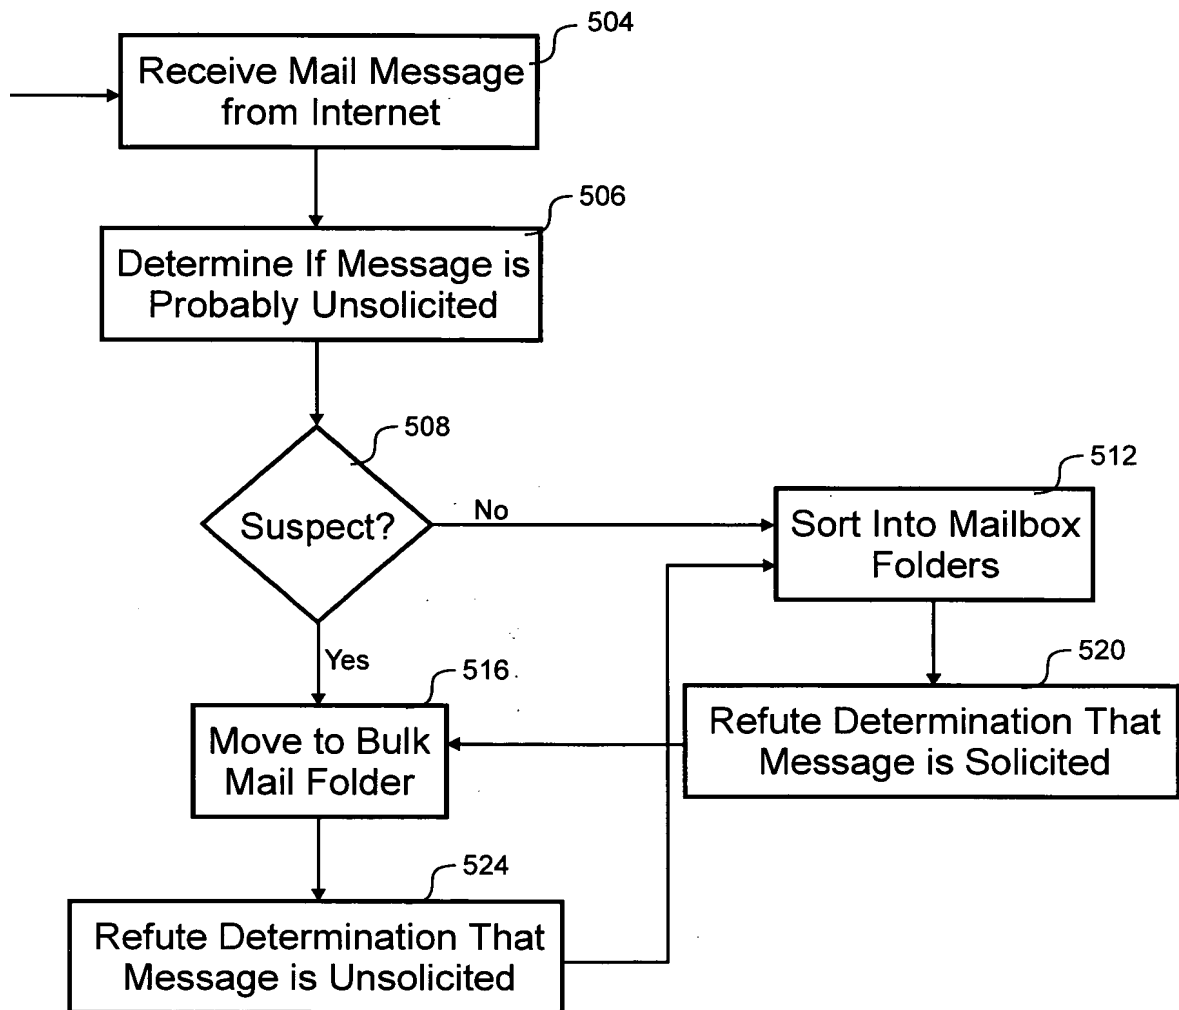 504
Receive Mail Message
from Internet
506
Determine If Message is
Probably Unsolicited
508
Suspect?
No
512
Sort Into Mailbox
Folders
Yes
516
Move to Bulk
Mail Folder
520
Refute Determination That
Message is Solicited
524
Refute Determination That
Message is Unsolicited